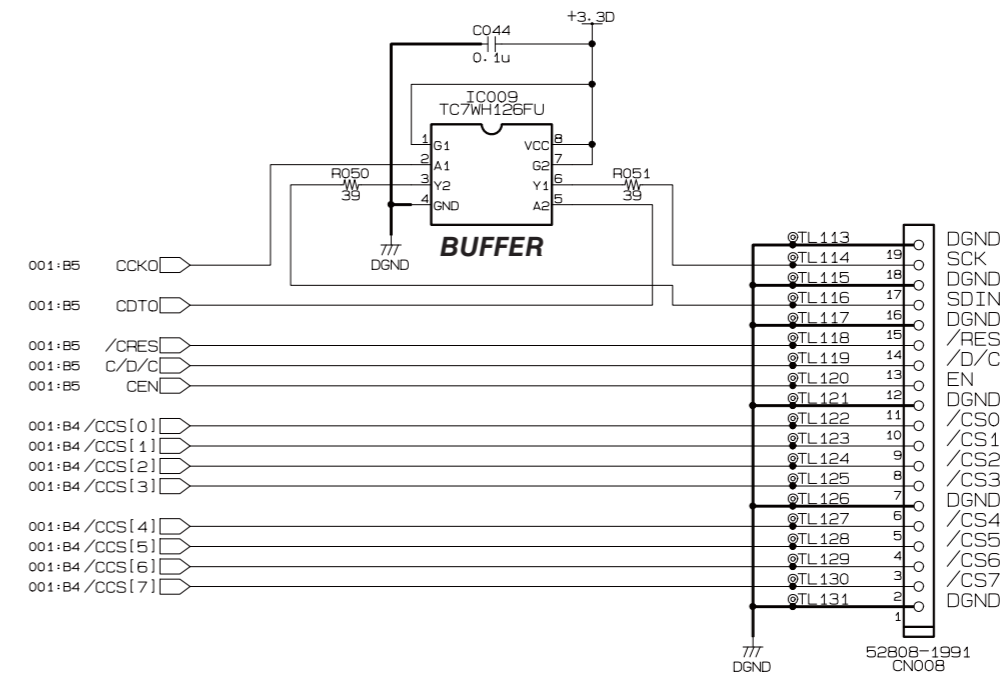 +3.3D
C044
0.1u
IC009
TC7WH126FU
1 G1 VCC 8
2 A1 G2 7
3 Y2 Y1 6
4 GND A2 5
R050
39
R051
39
DGND
BUFFER
001:B5 CCKO
001:B5 CDTO
001:B5 /CRES
001:B5 C/D/C
001:B5 CEN
001:B4 /CCS[0]
001:B4 /CCS[1]
001:B4 /CCS[2]
001:B4 /CCS[3]
001:B4 /CCS[4]
001:B4 /CCS[5]
001:B4 /CCS[6]
001:B4 /CCS[7]
TL113 19 DGND
TL114 18 SCK
TL115 17 DGND
TL116 16 SDIN
TL117 15 DGND
TL118 14 /RES
TL119 13 /D/C
TL120 12 EN
TL121 11 DGND
TL122 10 /CS0
TL123 9 /CS1
TL124 8 /CS2
TL125 7 /CS3
TL126 6 DGND
TL127 5 /CS4
TL128 4 /CS5
TL129 3 /CS6
TL130 2 /CS7
TL131 1 DGND
DGND
52808-1991
CN008